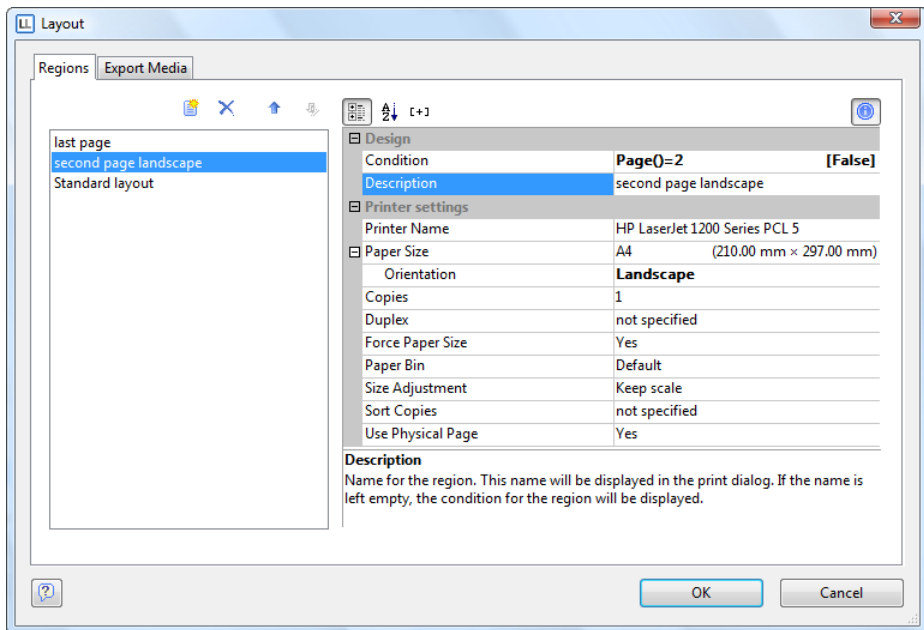 LL Layout
Regions Export Media
A Z [+]
last page
second page landscape
Standard layout
Design
Condition Page()=2 [False]
Description second page landscape
Printer settings
Printer Name HP LaserJet 1200 Series PCL 5
Paper Size A4 (210.00 mm × 297.00 mm)
Orientation Landscape
Copies 1
Duplex not specified
Force Paper Size Yes
Paper Bin Default
Size Adjustment Keep scale
Sort Copies not specified
Use Physical Page Yes
Description
Name for the region. This name will be displayed in the print dialog. If the name is
left empty, the condition for the region will be displayed.
OK Cancel